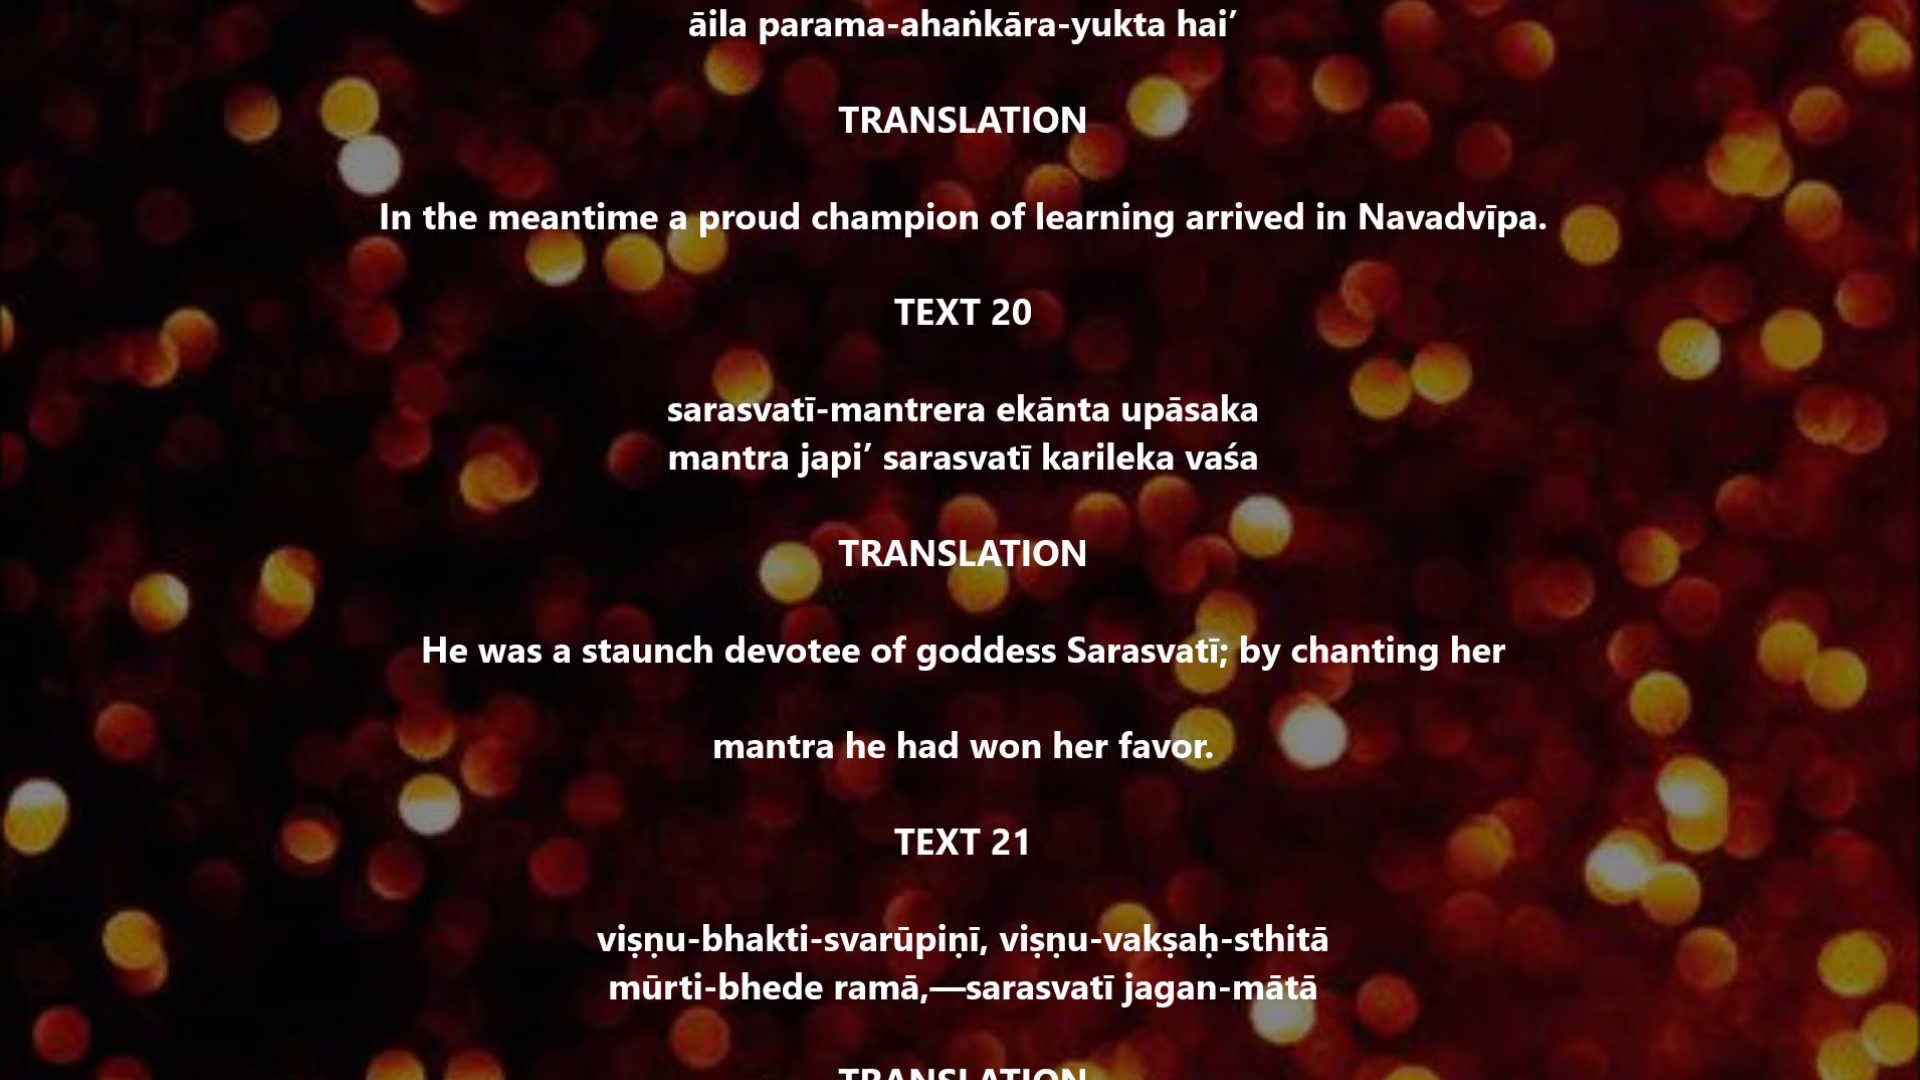 āila parama-ahaṅkāra-yukta hai’
TRANSLATION
In the meantime a proud champion of learning arrived in Navadvīpa.
TEXT 20
sarasvatī-mantrera ekānta upāsaka
mantra japi’ sarasvatī karileka vaśa
TRANSLATION
He was a staunch devotee of goddess Sarasvatī; by chanting her
mantra he had won her favor.
TEXT 21
viṣṇu-bhakti-svarūpiṇī, viṣṇu-vakṣaḥ-sthitā
mūrti-bhede ramā,—sarasvatī jagan-mātā
TRANSLATION